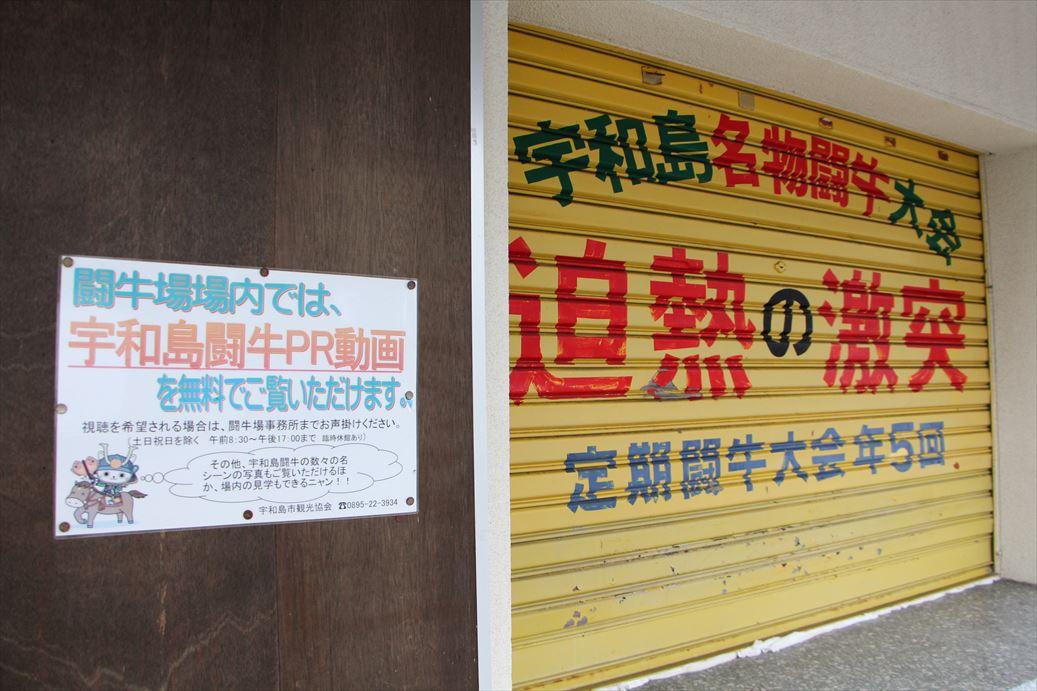 闘牛場場内では、
宇和島闘牛PR動画
を無料でご覧いただけます。
視聴を希望される場合は、闘牛場事務所までお声掛けください。
（土日祝日を除く 午前8:30～午後17:00まで 臨時休館あり）
その他、宇和島闘牛の数々の名
シーンの写真もご覧いただけるほ
か、場内の見学もできるニャン！！
宇和島市観光協会 ☎0895-22-3934
宇和島名物闘牛大会
迫熱の激突
定期闘牛大会年5回